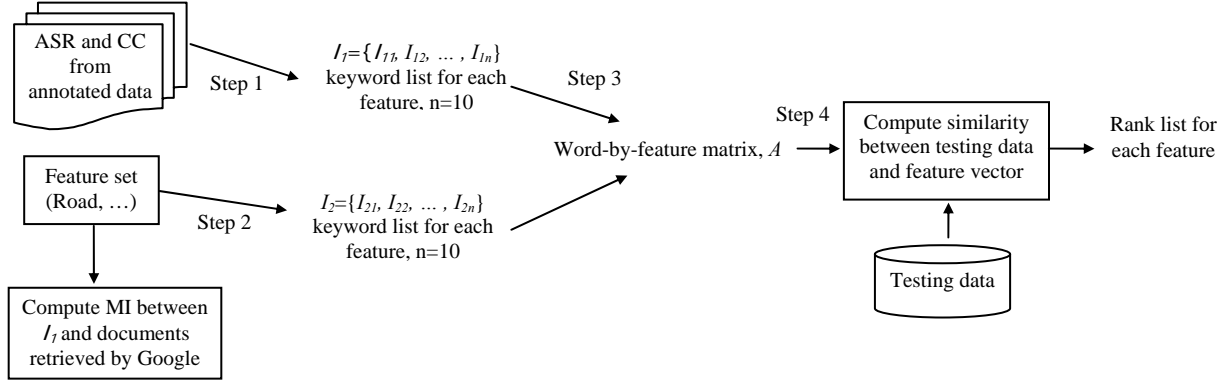 ASR and CC
from
annotated data
Step 1
I1={I11, I12, … , I1n}
keyword list for each
feature, n=10
Step 3
Word-by-feature matrix, A
Step 4
Compute similarity
between testing data
and feature vector
Rank list for
each feature
Feature set
(Road, …)
Step 2
I2={I21, I22, … , I2n}
keyword list for each
feature, n=10
Testing data
Compute MI between
I1 and documents
retrieved by Google